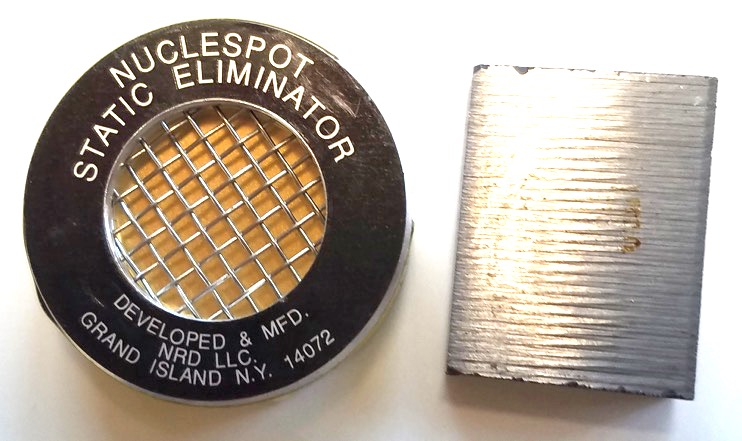 NUCLESPOT
STATIC ELIMINATOR
DEVELOPED & MFD.
NRD LLC.
GRAND ISLAND N.Y. 14072